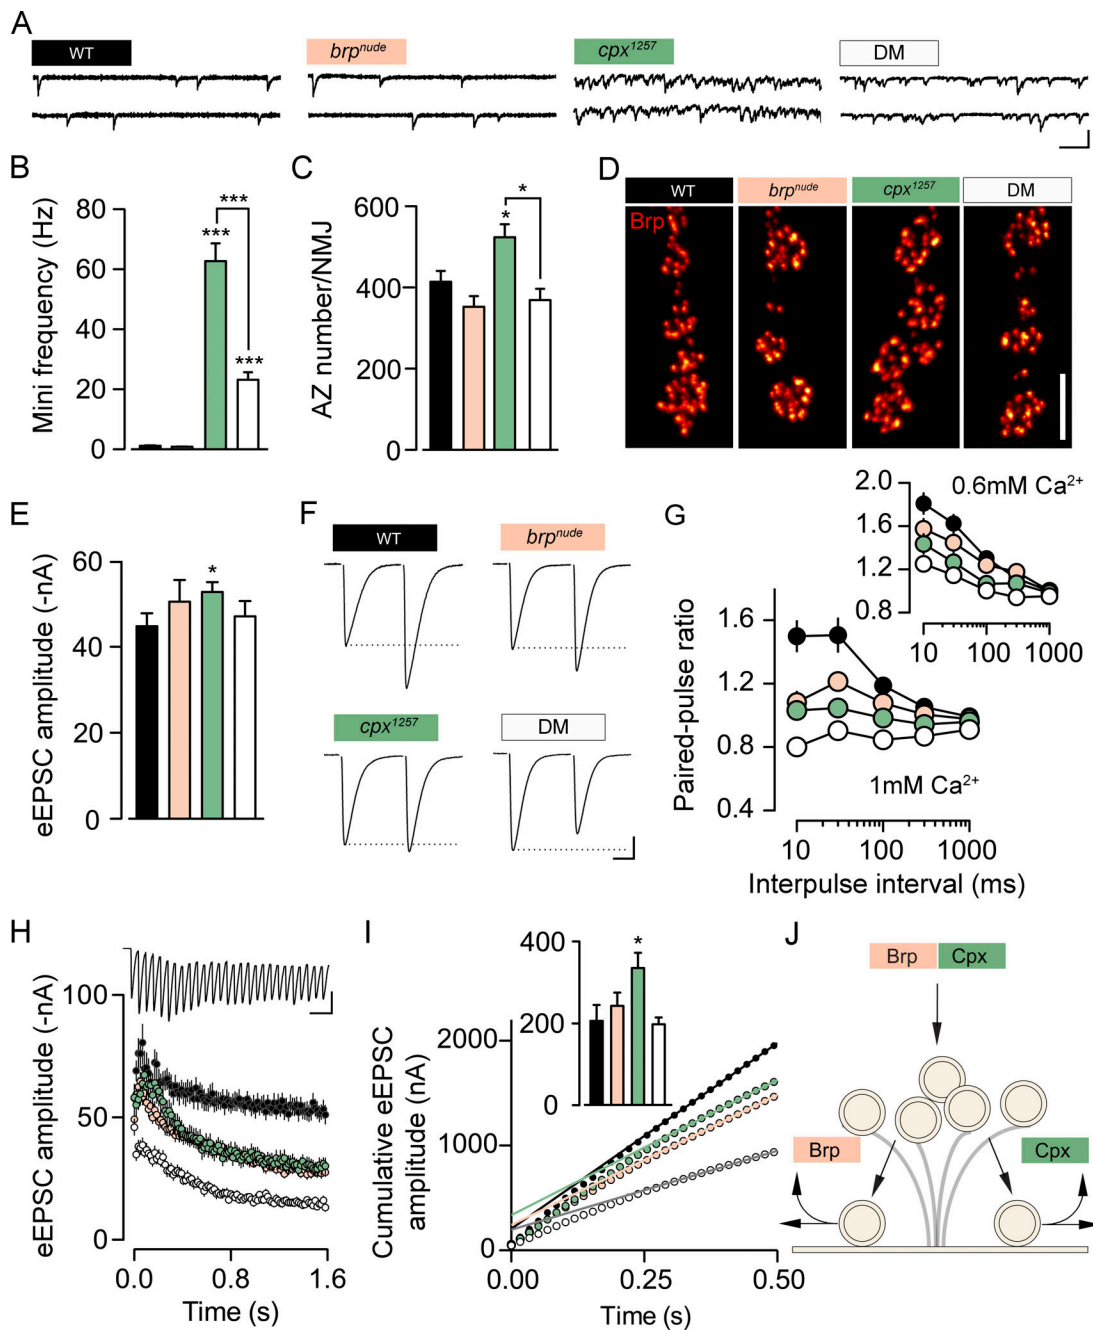 A
WT
brp^nude
cpx^1257
DM
B
Mini frequency (Hz)
80
60
40
20
0
***
***
***
C
AZ number/NMJ
600
400
200
0
*
*
D
WT
brp^nude
cpx^1257
DM
Brp
E
eEPSC amplitude (-nA)
60
40
20
0
*
F
WT
brp^nude
cpx^1257
DM
G
2.0
1.6
1.2
0.8
0.6mM Ca²⁺
10
100
1000
Paired-pulse ratio
1.6
1.2
0.8
0.4
1mM Ca²⁺
10
100
1000
Interpulse interval (ms)
H
eEPSC amplitude (-nA)
100
50
0
0.0
0.8
1.6
Time (s)
I
400
200
0
*
Cumulative eEPSC
amplitude (nA)
2000
1000
0
0.00
0.25
0.50
Time (s)
J
Brp
Cpx
Brp
Cpx